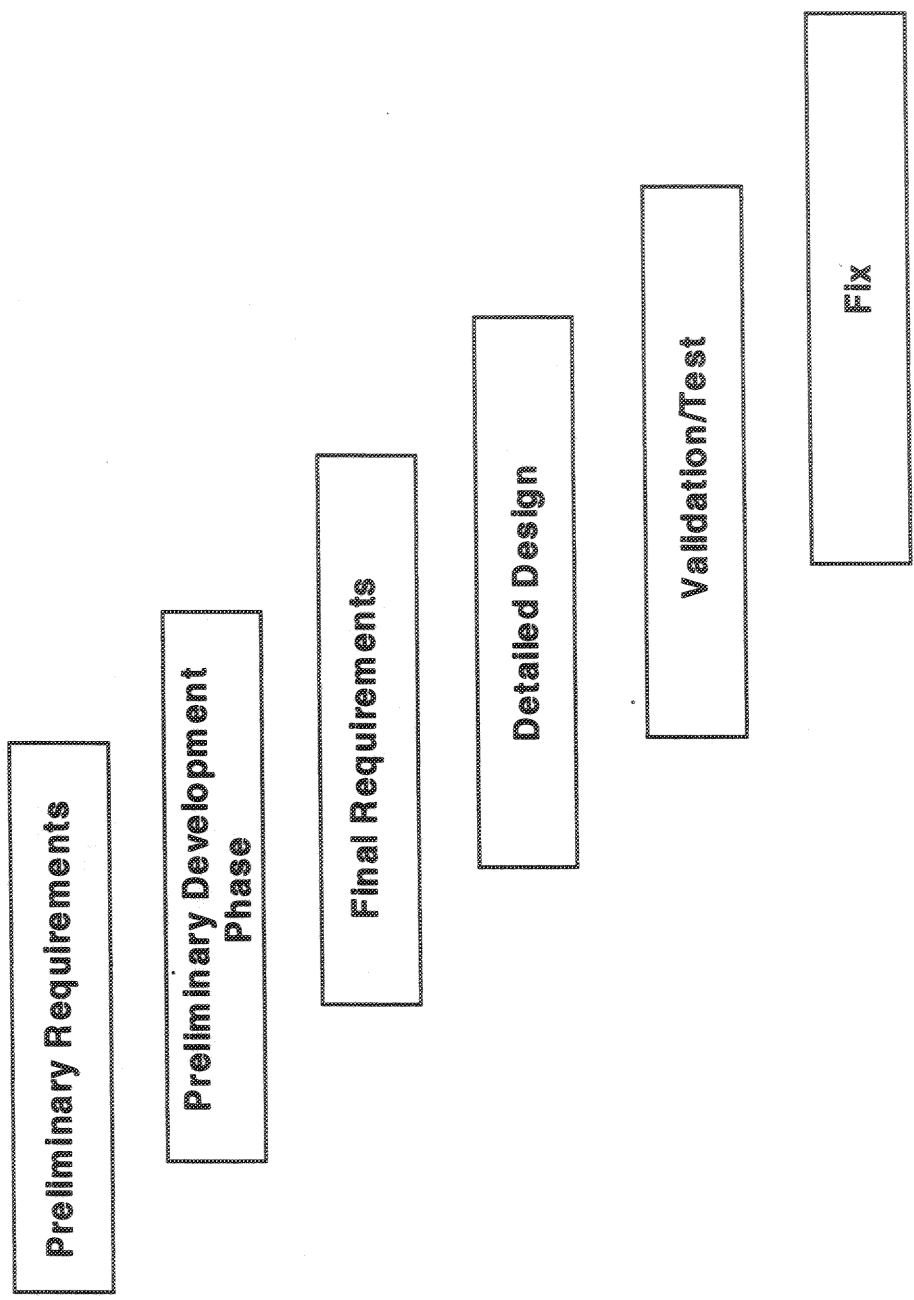 Preliminary Requirements
Preliminary Development
Phase
Final Requirements
Detailed Design
Validation/Test
Fix